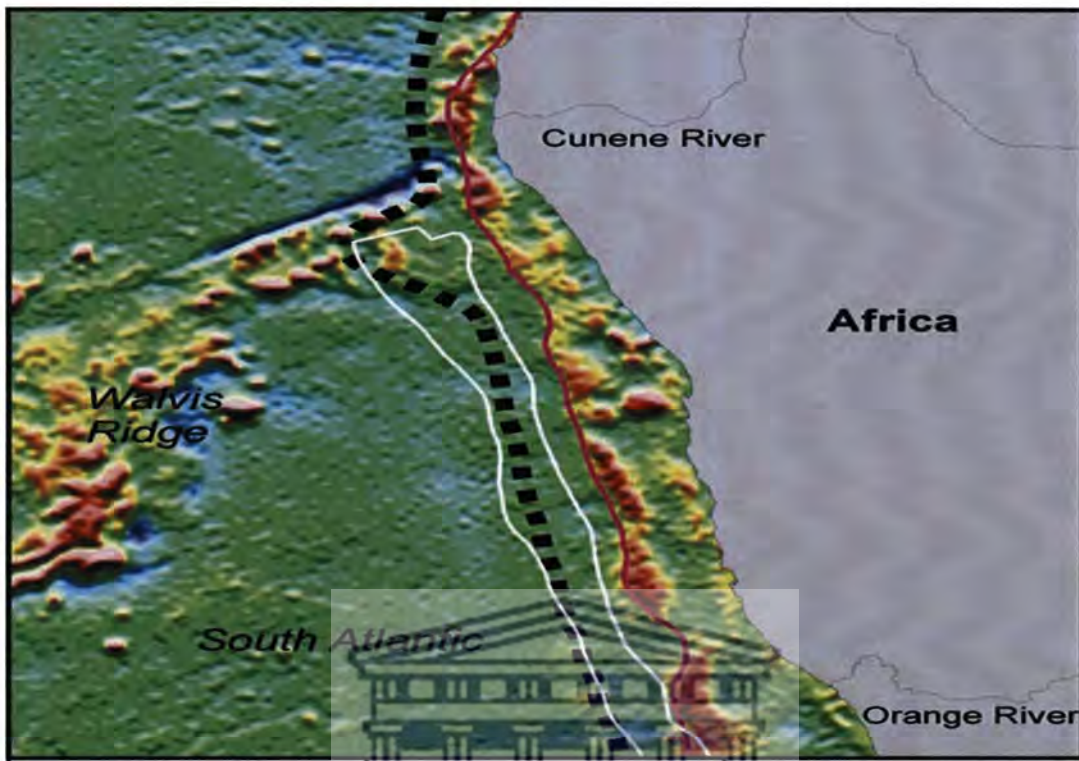 Cunene River
Africa
Walvis
Ridge
South Atlantic
Orange River